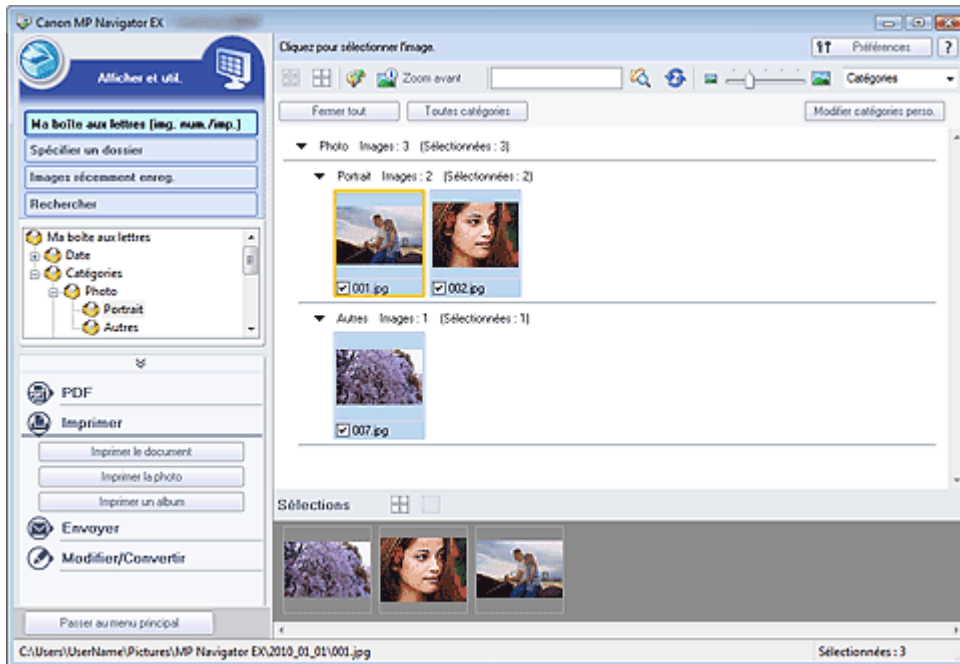 Canon MP Navigator EX
Afficher et util.
Ma boîte aux lettres (img. num./imp.)
Spécifier un dossier
Images récemment enreg.
Rechercher
Ma boîte aux lettres
Date
Catégories
Photo
Portrait
Autres
PDF
Imprimer
Imprimer le document
Imprimer la photo
Imprimer un album
Envoyer
Modifier/Convertir
Passer au menu principal
Cliquez pour sélectionner l'image.
Préférences
?
Zoom avant
Catégories
Fermer tout
Toutes catégories
Modifier catégories perso.
Photo Images : 3 (Sélectionnées : 3)
Portrait Images : 2 (Sélectionnées : 2)
001.jpg
002.jpg
Autres Images : 1 (Sélectionnées : 1)
007.jpg
Sélections
C:\Users\UserName\Pictures\MP Navigator EX\2010_01_01\001.jpg
Sélectionnées : 3